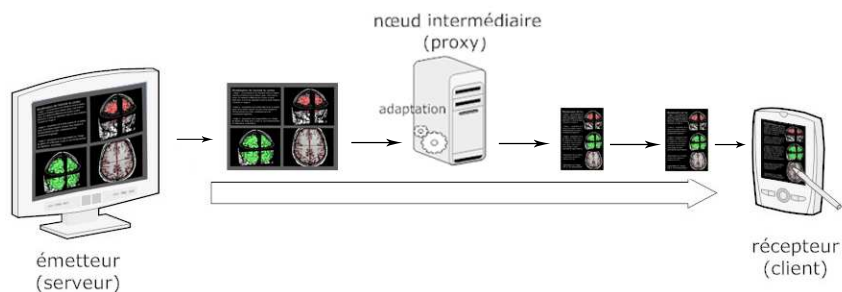 nœud intermédiaire
(proxy)
adaptation
émetteur
(serveur)
récepteur
(client)